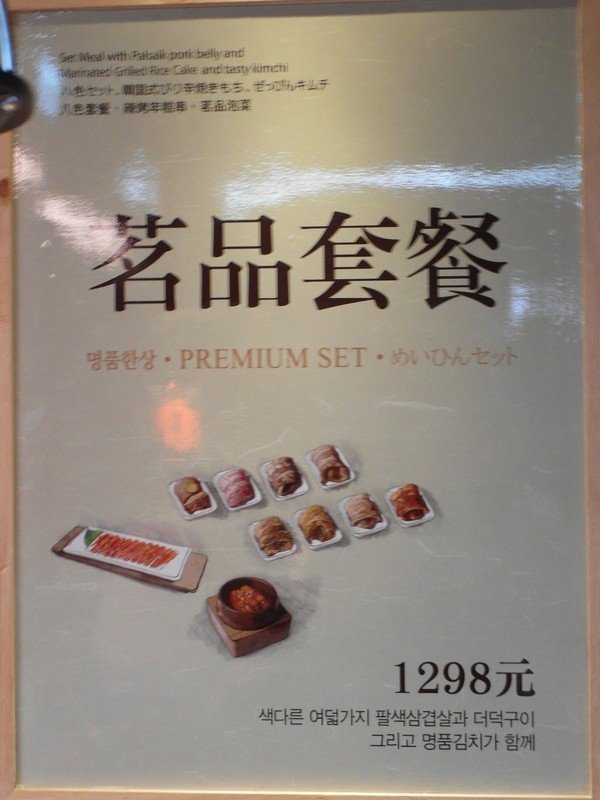 Set Meal with Palsaik pork belly and
Marinated Grilled Rice Cake and tasty kimchi
八色セット、韓国式ぴり辛焼きもち、ぜっぴんキムチ
八色套餐、辣烤年糕串、茗品泡菜
茗品套餐
명품한상・PREMIUM SET・めいひんセット
1298元
색다른 여덟가지 팔색삼겹살과 더덕구이
그리고 명품김치가 함께